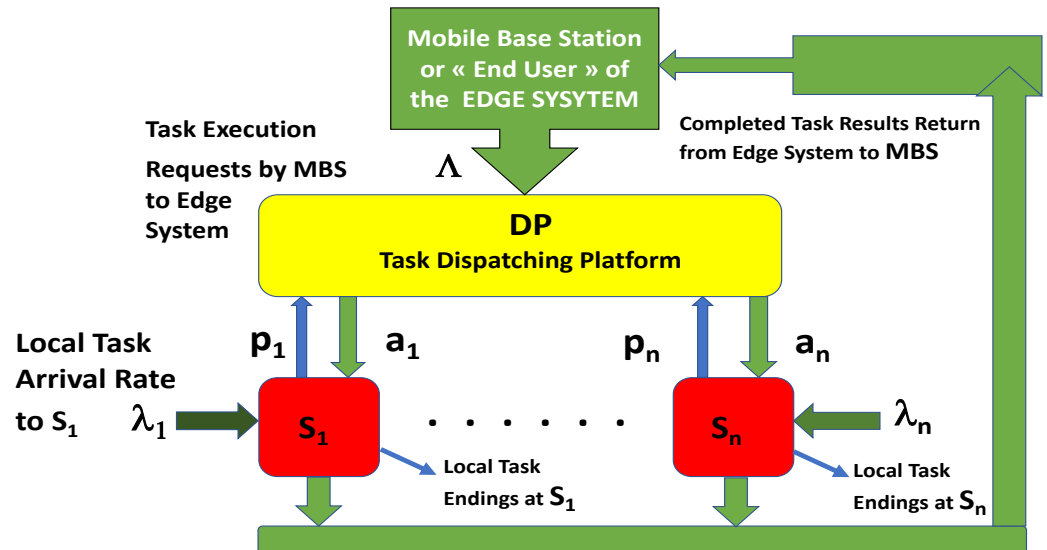 Mobile Base Station
or « End User » of
the EDGE SYSYTEM
Task Execution
Requests by MBS
to Edge
System
Λ
Completed Task Results Return
from Edge System to MBS
DP
Task Dispatching Platform
p₁
a₁
pₙ
aₙ
Local Task
Arrival Rate
to S₁
λ₁
S₁
. . . . . .
Sₙ
λₙ
Local Task
Endings at S₁
Local Task
Endings at Sₙ